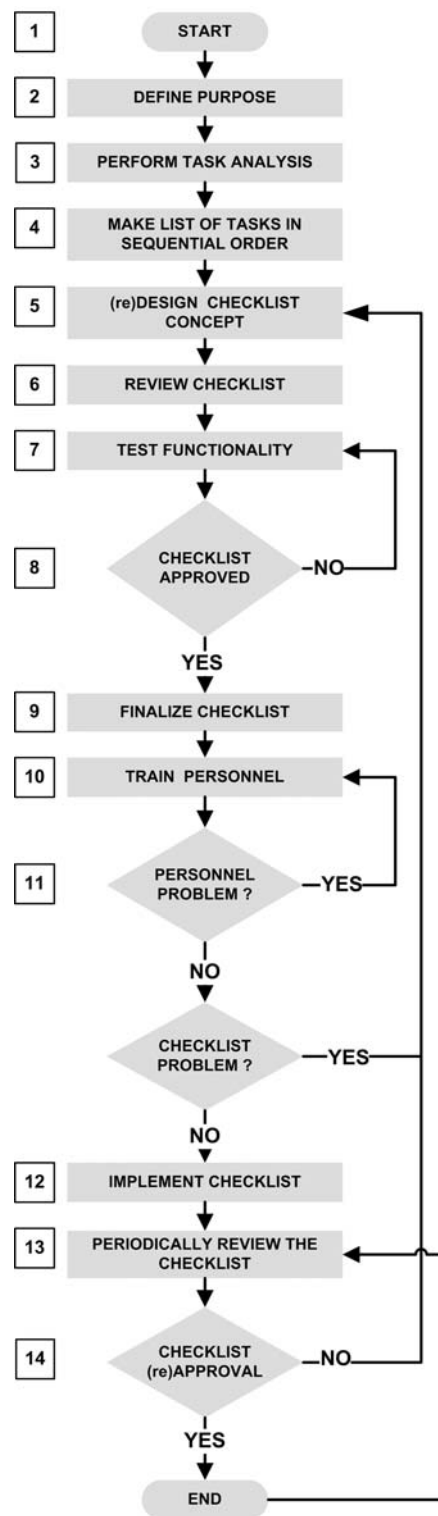 1
START
2
DEFINE PURPOSE
3
PERFORM TASK ANALYSIS
4
MAKE LIST OF TASKS IN
SEQUENTIAL ORDER
5
(re)DESIGN CHECKLIST
CONCEPT
6
REVIEW CHECKLIST
7
TEST FUNCTIONALITY
8
CHECKLIST
APPROVED
NO
YES
9
FINALIZE CHECKLIST
10
TRAIN PERSONNEL
11
PERSONNEL
PROBLEM ?
YES
NO
CHECKLIST
PROBLEM ?
YES
NO
12
IMPLEMENT CHECKLIST
13
PERIODICALLY REVIEW THE
CHECKLIST
14
CHECKLIST
(re)APPROVAL
NO
YES
END